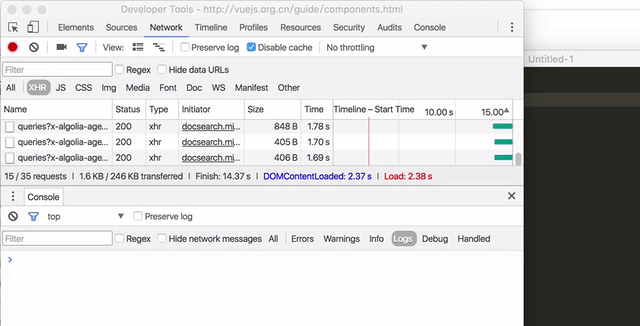 Developer Tools - http://vuejs.org.cn/guide/components.html
Elements Sources Network Timeline Profiles Application Security Audits Console
View: Preserve log Disable cache No throttling
Filter Regex Hide data URLs
All XHR JS CSS Img Media Font Doc WS Manifest Other
Name Status Type Initiator Size Time Timeline – Start Time 10.00 s 15.00
queries?x-algolia-age... 200 xhr docsearch.mi... 848 B 1.78 s
queries?x-algolia-age... 200 xhr docsearch.mi... 405 B 1.70 s
queries?x-algolia-age... 200 xhr docsearch.mi... 406 B 1.69 s
15 / 35 requests | 1.6 KB / 246 KB transferred | Finish: 14.37 s | DOMContentLoaded: 2.37 s | Load: 2.38 s
Console
top Preserve log
Filter Regex Hide network messages All Errors Warnings Info Logs Debug Handled
Untitled-1